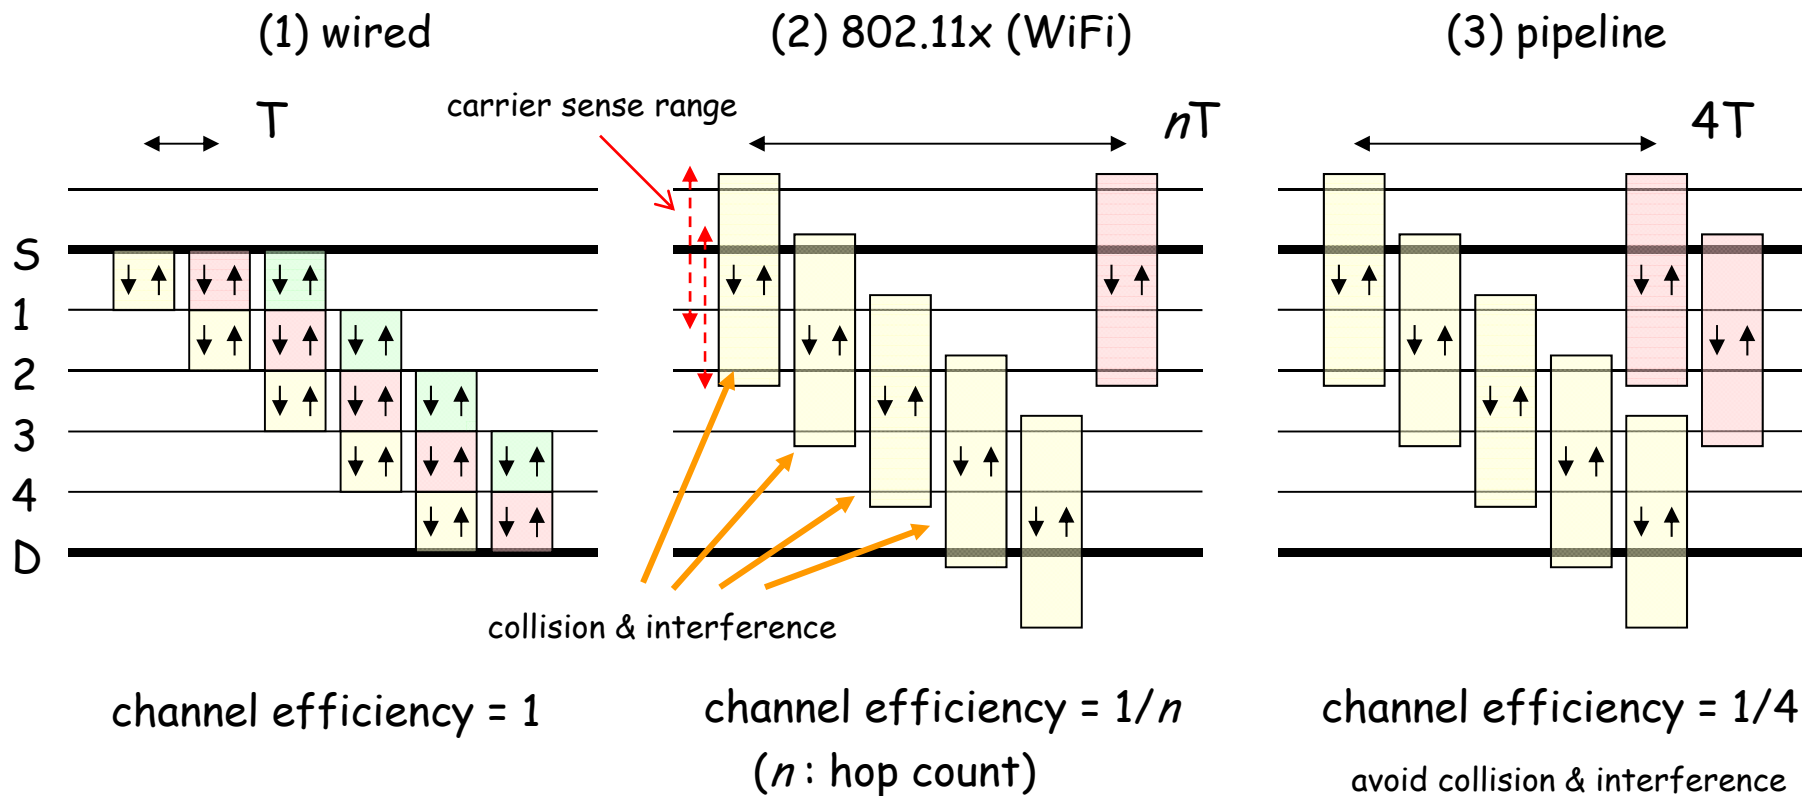 (1) wired
(2) 802.11x (WiFi)
(3) pipeline
T
carrier sense range
nT
4T
S
1
2
3
4
D
collision & interference
channel efficiency = 1
channel efficiency = 1/n
(n : hop count)
channel efficiency = 1/4
avoid collision & interference